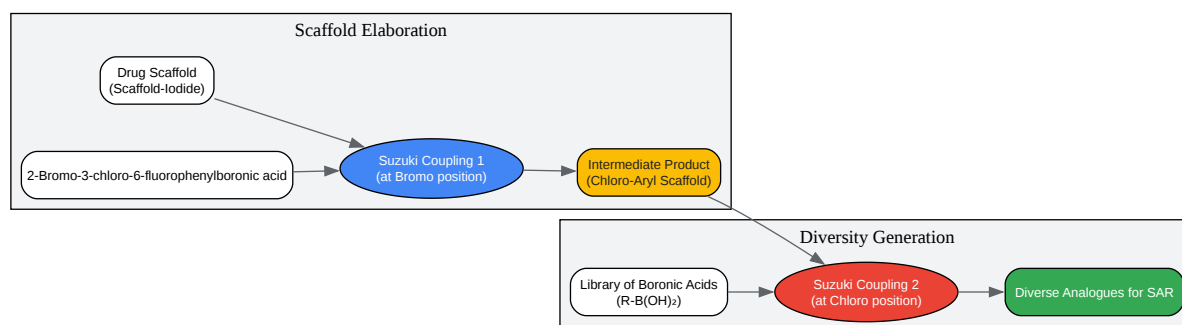 Scaffold Elaboration
Drug Scaffold
(Scaffold-Iodide)
2-Bromo-3-chloro-6-fluorophenylboronic acid
Suzuki Coupling 1
(at Bromo position)
Intermediate Product
(Chloro-Aryl Scaffold)
Diversity Generation
Library of Boronic Acids
(R-B(OH)₂)
Suzuki Coupling 2
(at Chloro position)
Diverse Analogues for SAR